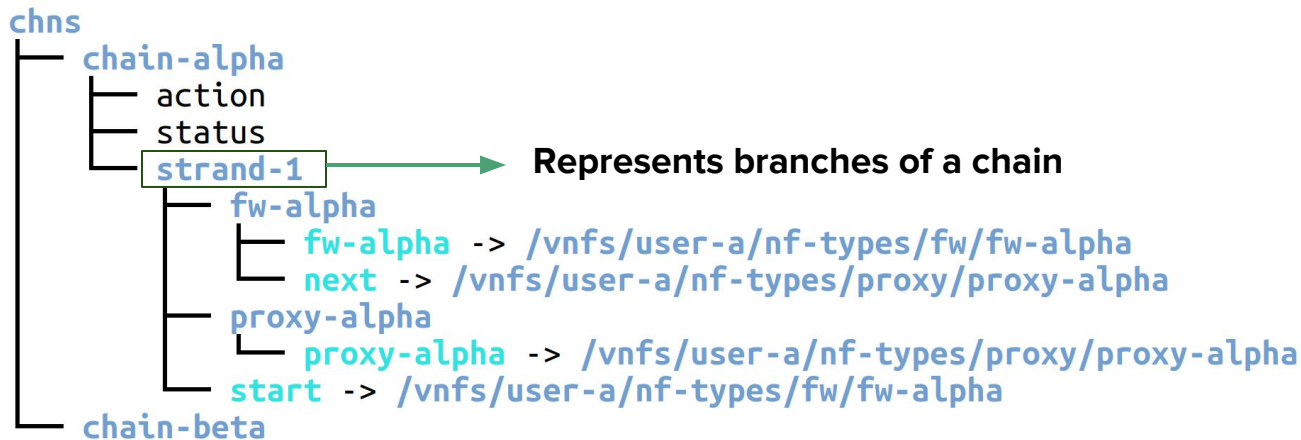 chns
chain-alpha
action
status
strand-1
Represents branches of a chain
fw-alpha
fw-alpha -> /vnfs/user-a/nf-types/fw/fw-alpha
next -> /vnfs/user-a/nf-types/proxy/proxy-alpha
proxy-alpha
proxy-alpha -> /vnfs/user-a/nf-types/proxy/proxy-alpha
start -> /vnfs/user-a/nf-types/fw/fw-alpha
chain-beta